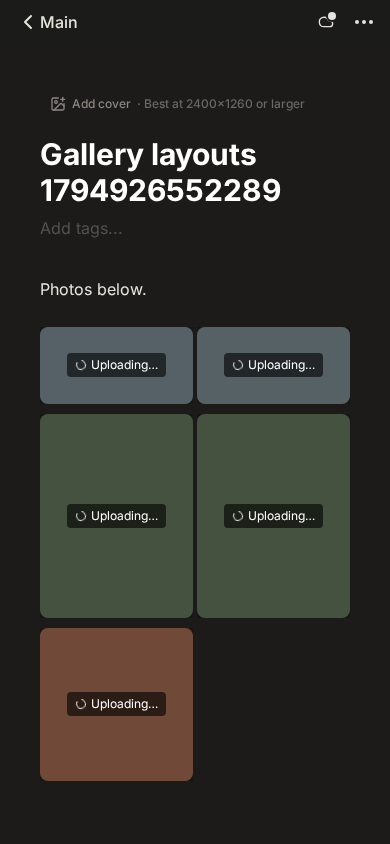 Main
Add cover · Best at 2400×1260 or larger
Gallery layouts
1794926552289
Add tags...
Photos below.
Uploading... Uploading...
Uploading... Uploading...
Uploading...